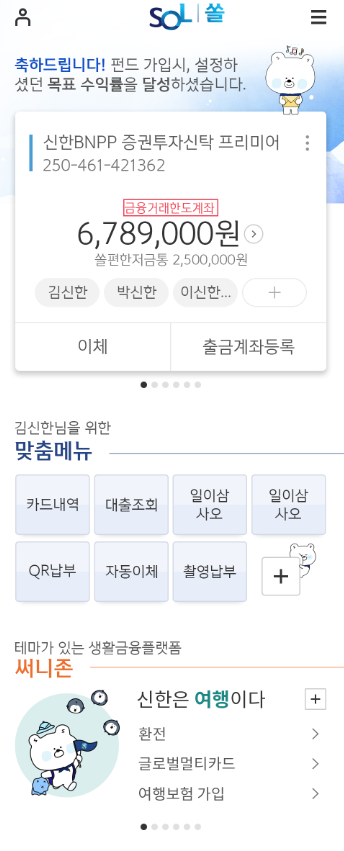 SOL 쏠
축하드립니다! 펀드 가입시, 설정하
셨던 목표 수익률을 달성하셨습니다.
신한BNPP 증권투자신탁 프리미어
250-461-421362
금융거래한도계좌
6,789,000원
쏠편한저금통 2,500,000원
김신한 박신한 이신한...
이체 출금계좌등록
김신한님을 위한
맞춤메뉴
카드내역 대출조회 일이삼 일이삼
사오 사오
QR납부 자동이체 촬영납부
테마가 있는 생활금융플랫폼
써니존
신한은 여행이다
환전
글로벌멀티카드
여행보험 가입